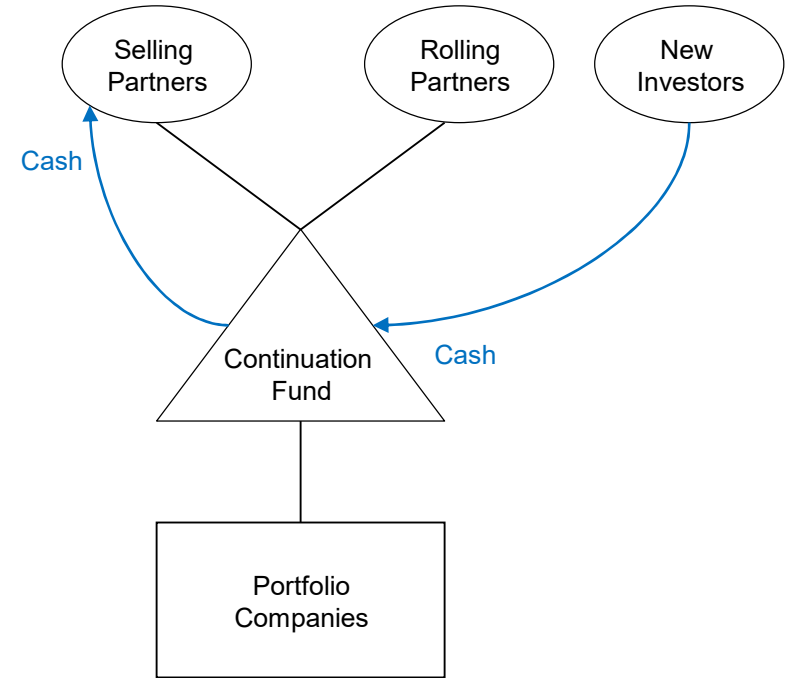 Selling
Partners
Rolling
Partners
New
Investors
Cash
Cash
Continuation
Fund
Portfolio
Companies